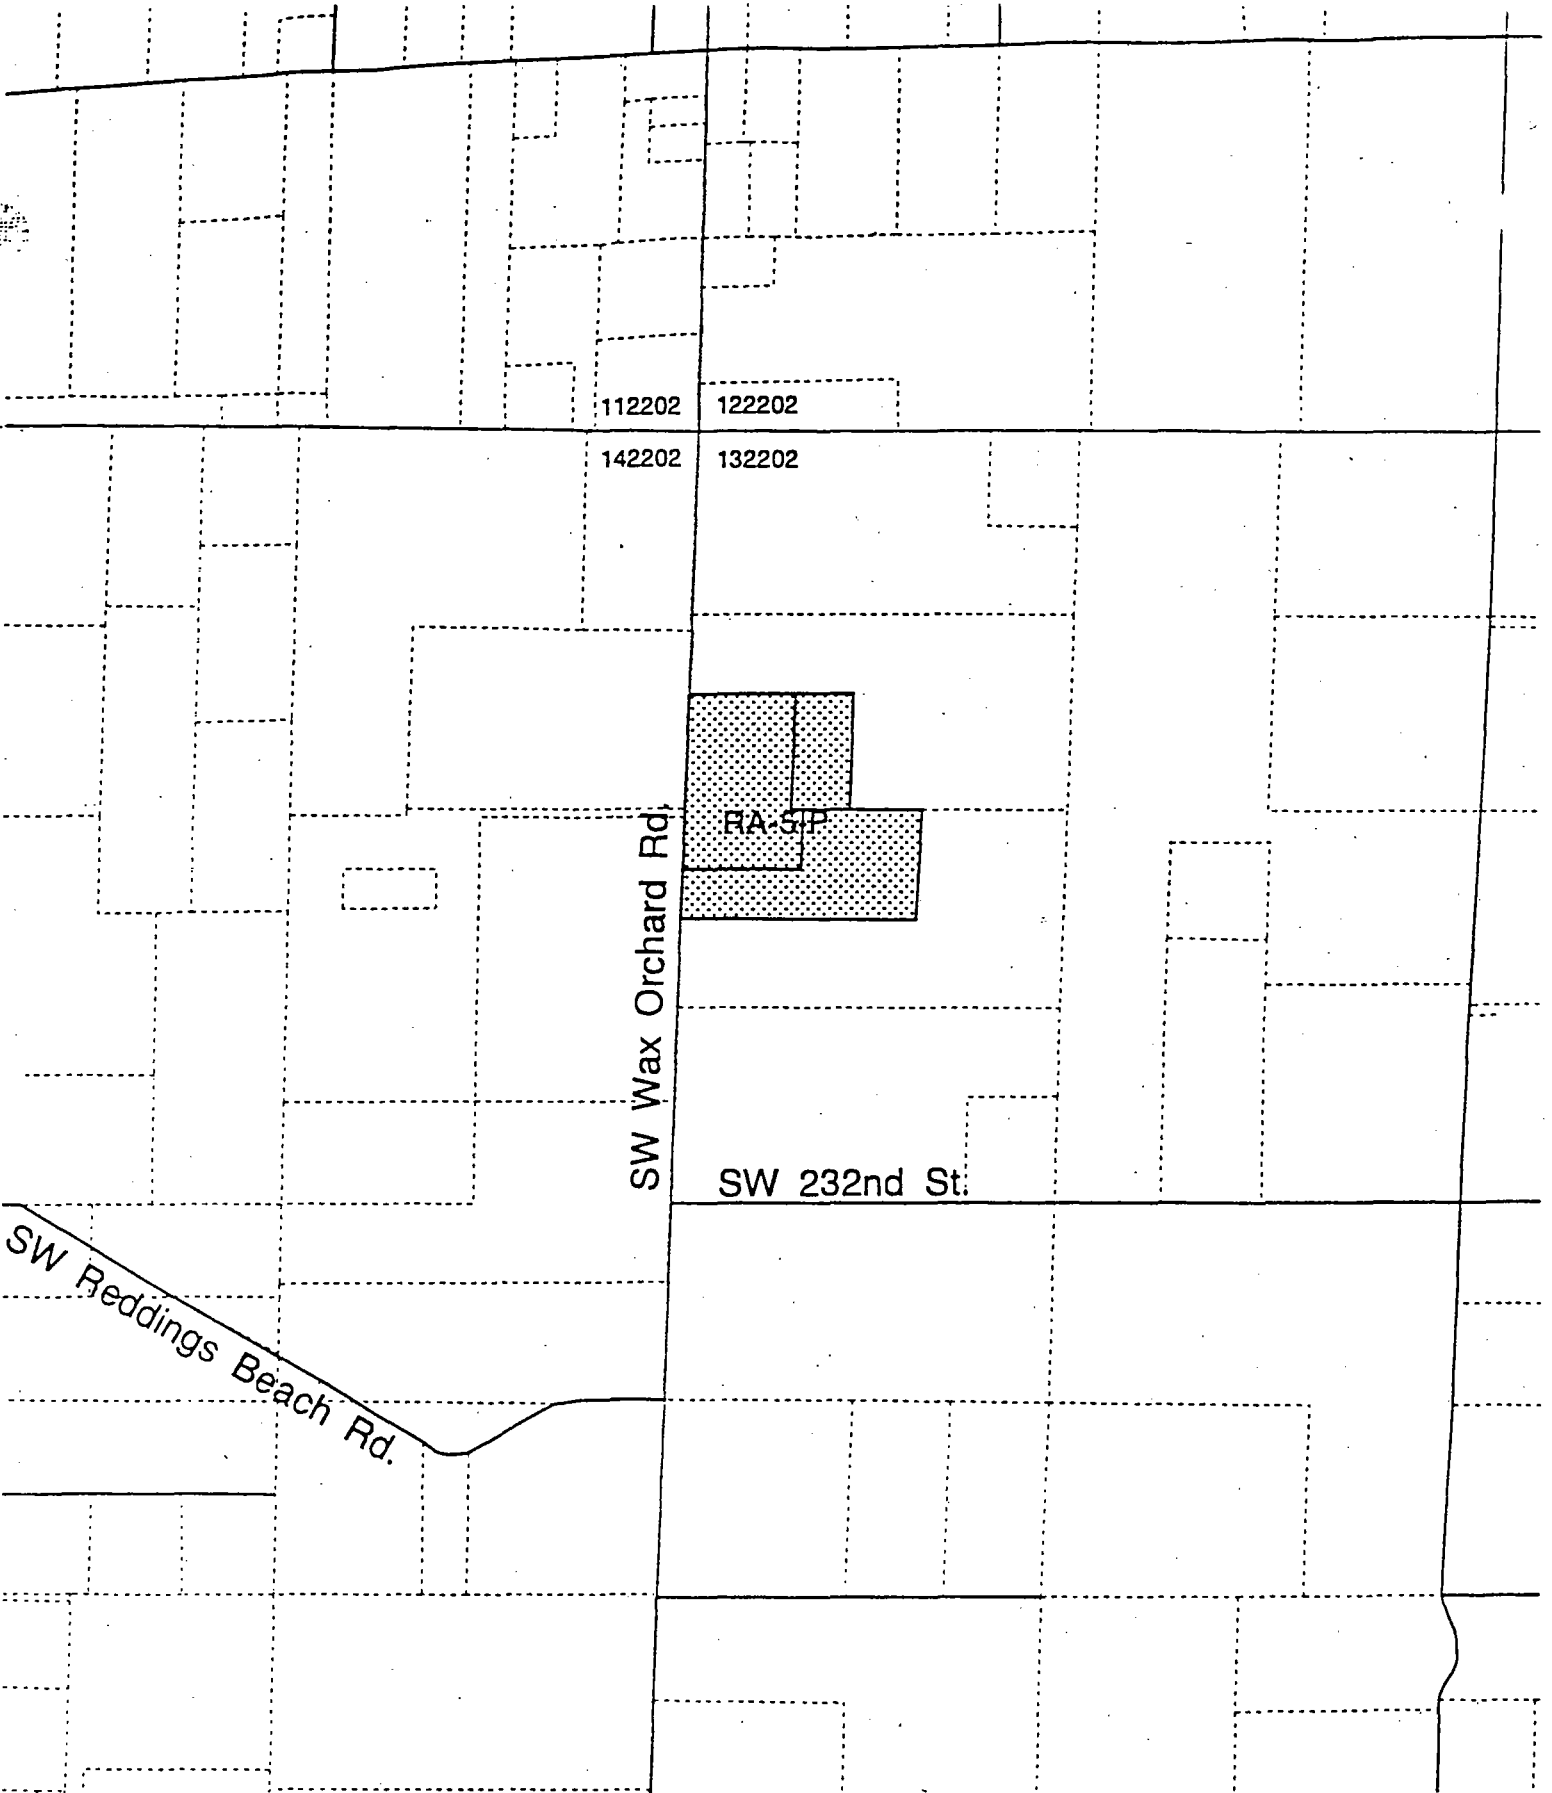 112202 122202
142202 132202
RA-5-P
SW Wax Orchard Rd.
SW 232nd St.
SW Reddings Beach Rd.